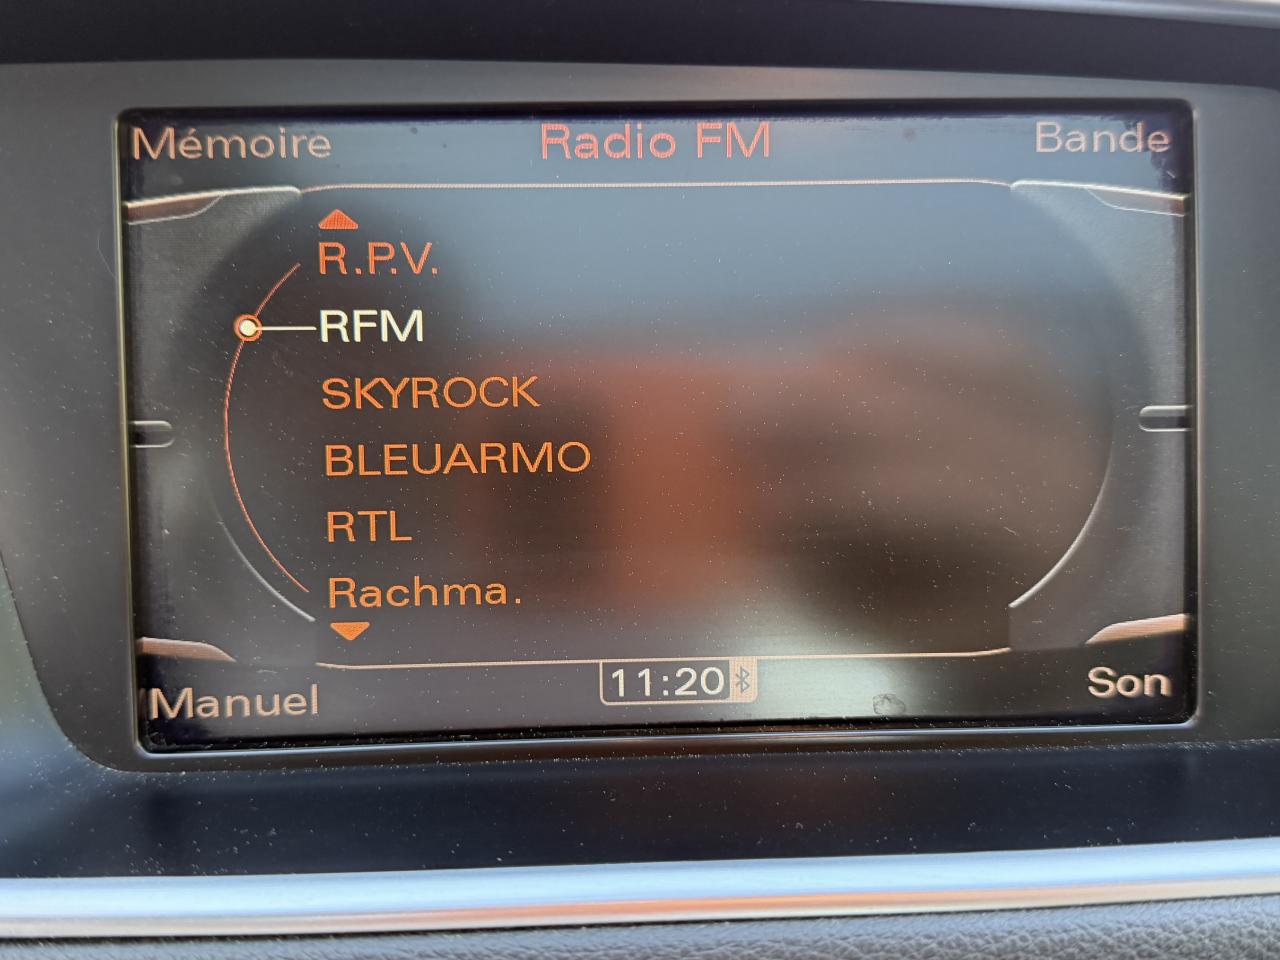 Mémoire Radio FM Bande
R.P.V.
RFM
SKYROCK
BLEUARMO
RTL
Rachma.
Manuel 11:20 Son